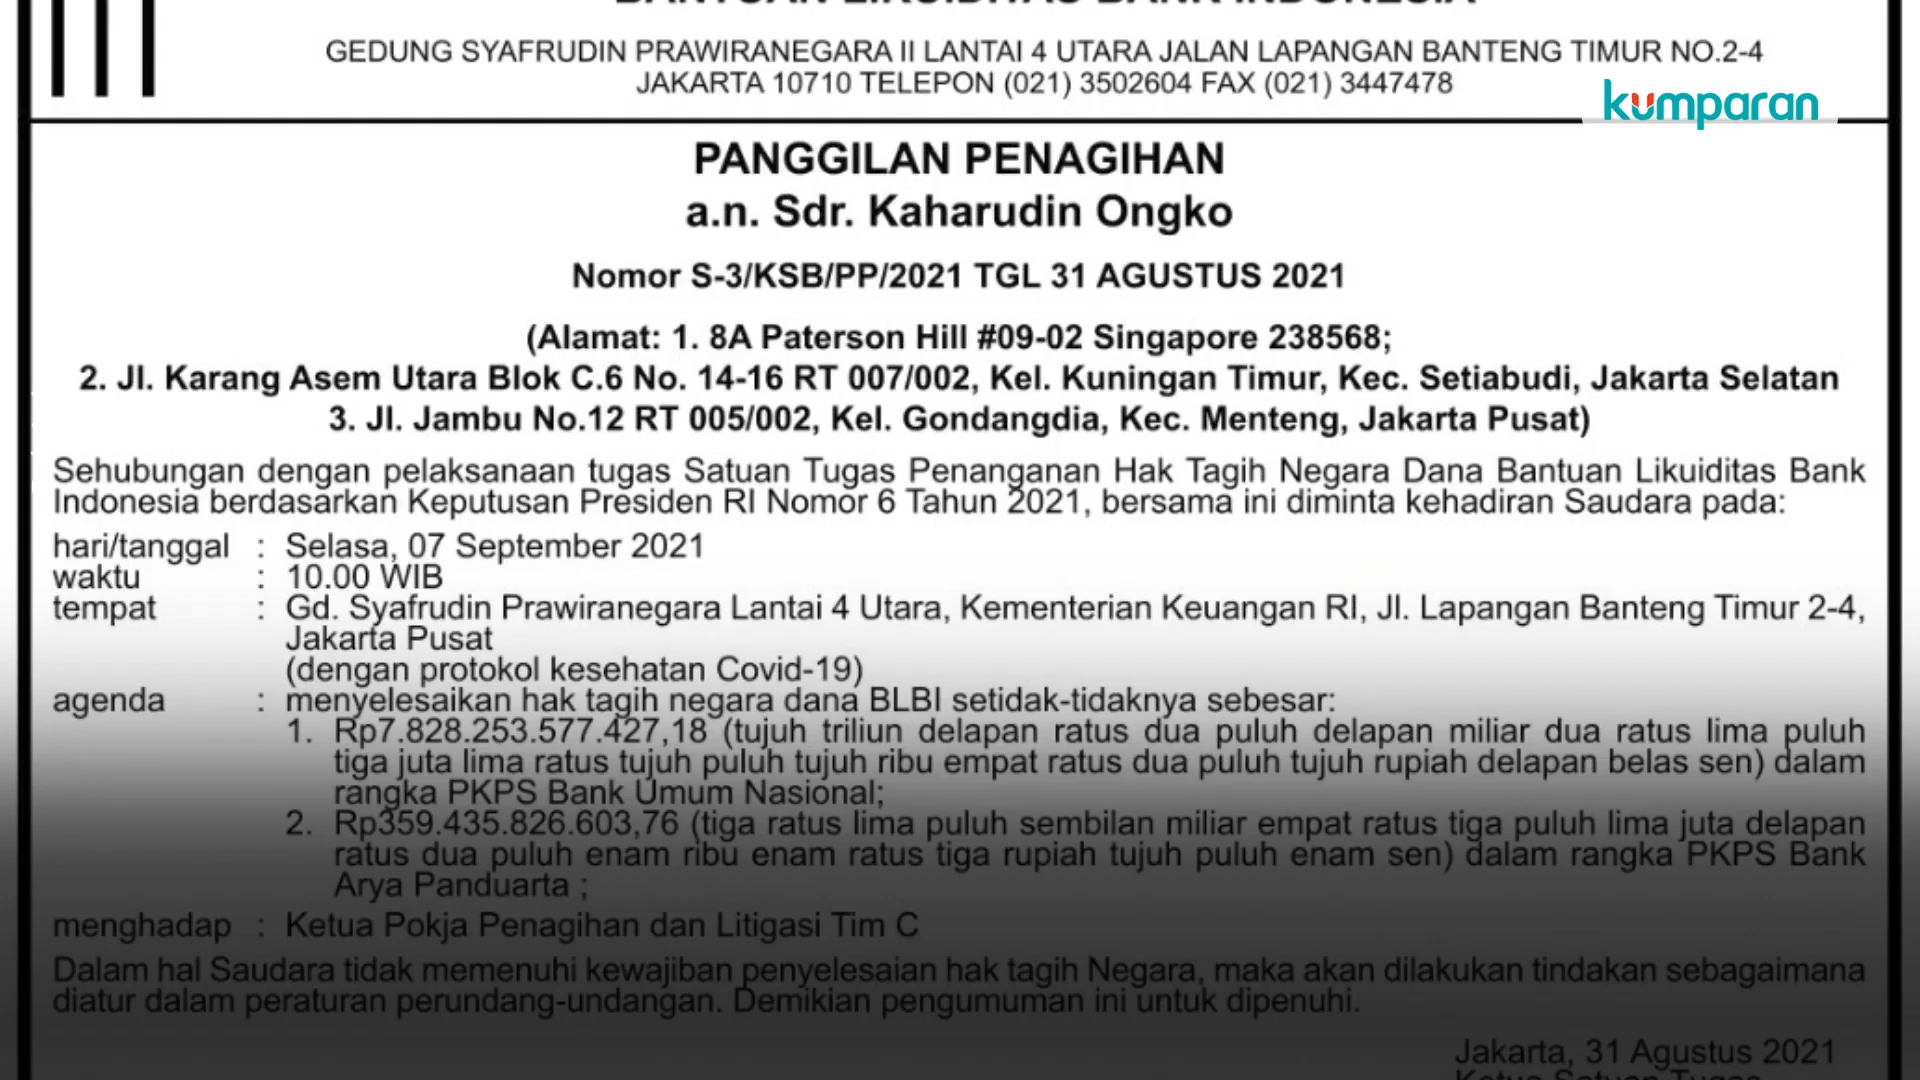 BANTUAN LIKUIDITAS BANK INDONESIA
GEDUNG SYAFRUDIN PRAWIRANEGARA II LANTAI 4 UTARA JALAN LAPANGAN BANTENG TIMUR NO.2-4
JAKARTA 10710 TELEPON (021) 3502604 FAX (021) 3447478
kumparan
PANGGILAN PENAGIHAN
a.n. Sdr. Kaharudin Ongko
Nomor S-3/KSB/PP/2021 TGL 31 AGUSTUS 2021
(Alamat: 1. 8A Paterson Hill #09-02 Singapore 238568;
2. Jl. Karang Asem Utara Blok C.6 No. 14-16 RT 007/002, Kel. Kuningan Timur, Kec. Setiabudi, Jakarta Selatan
3. Jl. Jambu No.12 RT 005/002, Kel. Gondangdia, Kec. Menteng, Jakarta Pusat)
Sehubungan dengan pelaksanaan tugas Satuan Tugas Penanganan Hak Tagih Negara Dana Bantuan Likuiditas Bank
Indonesia berdasarkan Keputusan Presiden RI Nomor 6 Tahun 2021, bersama ini diminta kehadiran Saudara pada:
hari/tanggal : Selasa, 07 September 2021
waktu : 10.00 WIB
tempat : Gd. Syafrudin Prawiranegara Lantai 4 Utara, Kementerian Keuangan RI, Jl. Lapangan Banteng Timur 2-4,
Jakarta Pusat
(dengan protokol kesehatan Covid-19)
agenda : menyelesaikan hak tagih negara dana BLBI setidak-tidaknya sebesar:
1. Rp7.828.253.577.427,18 (tujuh triliun delapan ratus dua puluh delapan miliar dua ratus lima puluh
tiga juta lima ratus tujuh puluh tujuh ribu empat ratus dua puluh tujuh rupiah delapan belas sen) dalam
rangka PKPS Bank Umum Nasional;
2. Rp359.435.826.603,76 (tiga ratus lima puluh sembilan miliar empat ratus tiga puluh lima juta delapan
ratus dua puluh enam ribu enam ratus tiga rupiah tujuh puluh enam sen) dalam rangka PKPS Bank
Arya Panduarta ;
menghadap : Ketua Pokja Penagihan dan Litigasi Tim C
Dalam hal Saudara tidak memenuhi kewajiban penyelesaian hak tagih Negara, maka akan dilakukan tindakan sebagaimana
diatur dalam peraturan perundang-undangan. Demikian pengumuman ini untuk dipenuhi.
Jakarta, 31 Agustus 2021
Ketua Satuan Tugas